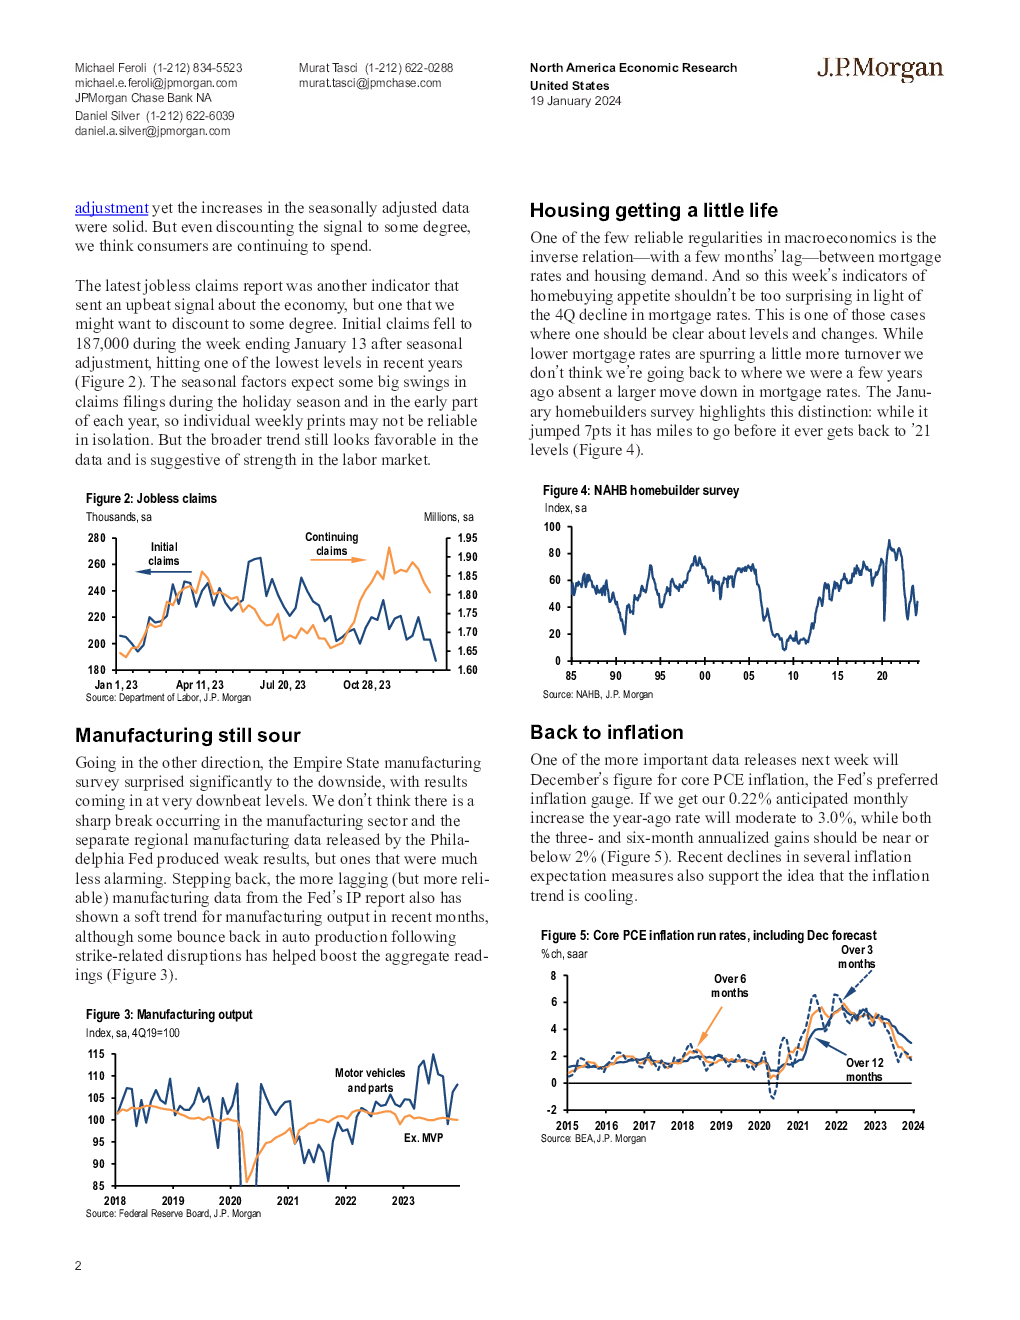 Michael Feroli (1-212) 834-5523
michael.e.feroli@jpmorgan.com
JPMorgan Chase Bank NA
Daniel Silver (1-212) 622-6039
daniel.a.silver@jpmorgan.com
Murat Tasci (1-212) 622-0288
murat.tasci@jpmchase.com
North America Economic Research
United States
19 January 2024
J.P.Morgan
adjustment yet the increases in the seasonally adjusted data
were solid. But even discounting the signal to some degree,
we think consumers are continuing to spend.
The latest jobless claims report was another indicator that
sent an upbeat signal about the economy, but one that we
might want to discount to some degree. Initial claims fell to
187,000 during the week ending January 13 after seasonal
adjustment, hitting one of the lowest levels in recent years
(Figure 2). The seasonal factors expect some big swings in
claims filings during the holiday season and in the early part
of each year, so individual weekly prints may not be reliable
in isolation. But the broader trend still looks favorable in the
data and is suggestive of strength in the labor market.
Figure 2: Jobless claims
Thousands, sa
Millions, sa
280
260
240
220
200
180
Initial
claims
Continuing
claims
1.95
1.90
1.85
1.80
1.75
1.70
1.65
1.60
Jan 1, 23
Apr 11, 23
Jul 20, 23
Oct 28, 23
Source: Department of Labor, J.P. Morgan
Manufacturing still sour
Going in the other direction, the Empire State manufacturing
survey surprised significantly to the downside, with results
coming in at very downbeat levels. We don't think there is a
sharp break occurring in the manufacturing sector and the
separate regional manufacturing data released by the Phila-
delphia Fed produced weak results, but ones that were much
less alarming. Stepping back, the more lagging (but more reli-
able) manufacturing data from the Fed's IP report also has
shown a soft trend for manufacturing output in recent months,
although some bounce back in auto production following
strike-related disruptions has helped boost the aggregate read-
ings (Figure 3).
Figure 3: Manufacturing output
Index, sa, 4Q19=100
115
110
105
100
95
90
85
Motor vehicles
and parts
Ex. MVP
2018
2019
2020
2021
2022
2023
Source: Federal Reserve Board, J.P. Morgan
Housing getting a little life
One of the few reliable regularities in macroeconomics is the
inverse relation—with a few months' lag—between mortgage
rates and housing demand. And so this week's indicators of
homebuying appetite shouldn't be too surprising in light of
the 4Q decline in mortgage rates. This is one of those cases
where one should be clear about levels and changes. While
lower mortgage rates are spurring a little more turnover we
don't think we're going back to where we were a few years
ago absent a larger move down in mortgage rates. The Janu-
ary homebuilders survey highlights this distinction: while it
jumped 7pts it has miles to go before it ever gets back to '21
levels (Figure 4).
Figure 4: NAHB homebuilder survey
Index, sa
100
80
60
40
20
0
85
90
95
00
05
10
15
20
Source: NAHB, J.P. Morgan
Back to inflation
One of the more important data releases next week will
December's figure for core PCE inflation, the Fed's preferred
inflation gauge. If we get our 0.22% anticipated monthly
increase the year-ago rate will moderate to 3.0%, while both
the three- and six-month annualized gains should be near or
below 2% (Figure 5). Recent declines in several inflation
expectation measures also support the idea that the inflation
trend is cooling.
Figure 5: Core PCE inflation run rates, including Dec forecast
%ch, saar
8
6
4
2
0
-2
Over 6
months
Over 3
months
Over 12
months
2015
2016
2017
2018
2019
2020
2021
2022
2023
2024
Source: BEA, J.P. Morgan
2